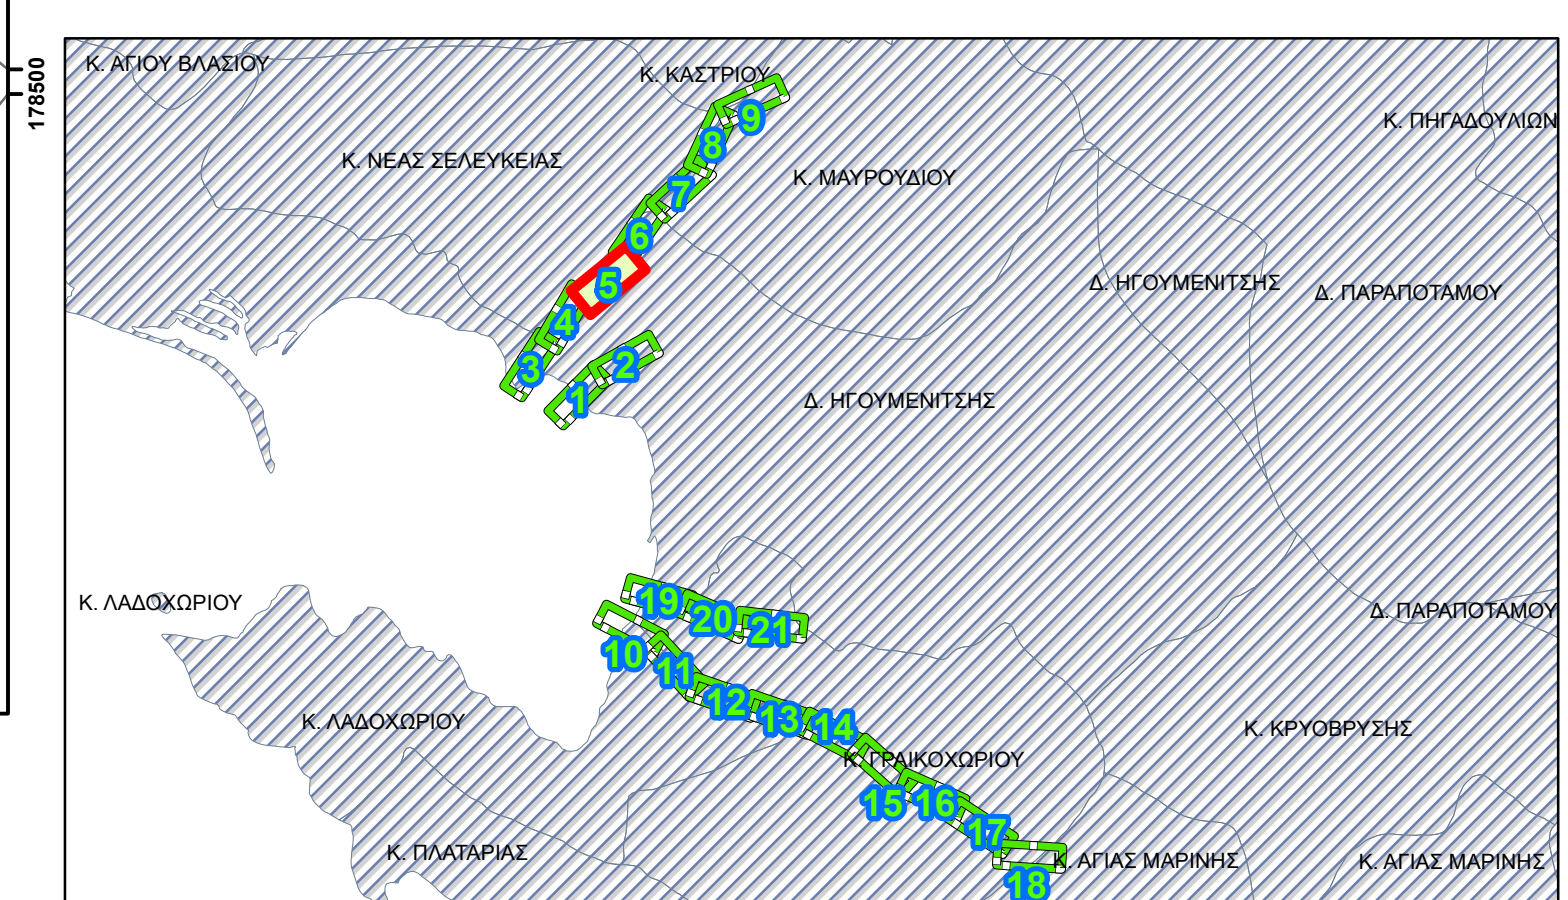 178500
Κ. ΑΓΙΟΥ ΒΛΑΣΙΟΥ
Κ. ΚΑΣΤΡΙΟΥ
9
Κ. ΠΗΓΑΔΟΥΛΙΩΝ
8
Κ. ΝΕΑΣ ΣΕΛΕΥΚΕΙΑΣ
Κ. ΜΑΥΡΟΥΔΙΟΥ
7
6
5
Δ. ΗΓΟΥΜΕΝΙΤΣΗΣ
Δ. ΠΑΡΑΠΟΤΑΜΟΥ
4
3
2
1
Δ. ΗΓΟΥΜΕΝΙΤΣΗΣ
Κ. ΛΑΔΟΧΩΡΙΟΥ
19
20
21
Δ. ΠΑΡΑΠΟΤΑΜΟΥ
10
11
12
13
14
Κ. ΛΑΔΟΧΩΡΙΟΥ
Κ. ΚΡΥΟΒΡΥΣΗΣ
Κ. ΓΡΑΙΚΟΧΩΡΙΟΥ
15
16
17
Κ. ΠΛΑΤΑΡΙΑΣ
Κ. ΑΓΙΑΣ ΜΑΡΙΝΗΣ
Κ. ΑΓΙΑΣ ΜΑΡΙΝΗΣ
18